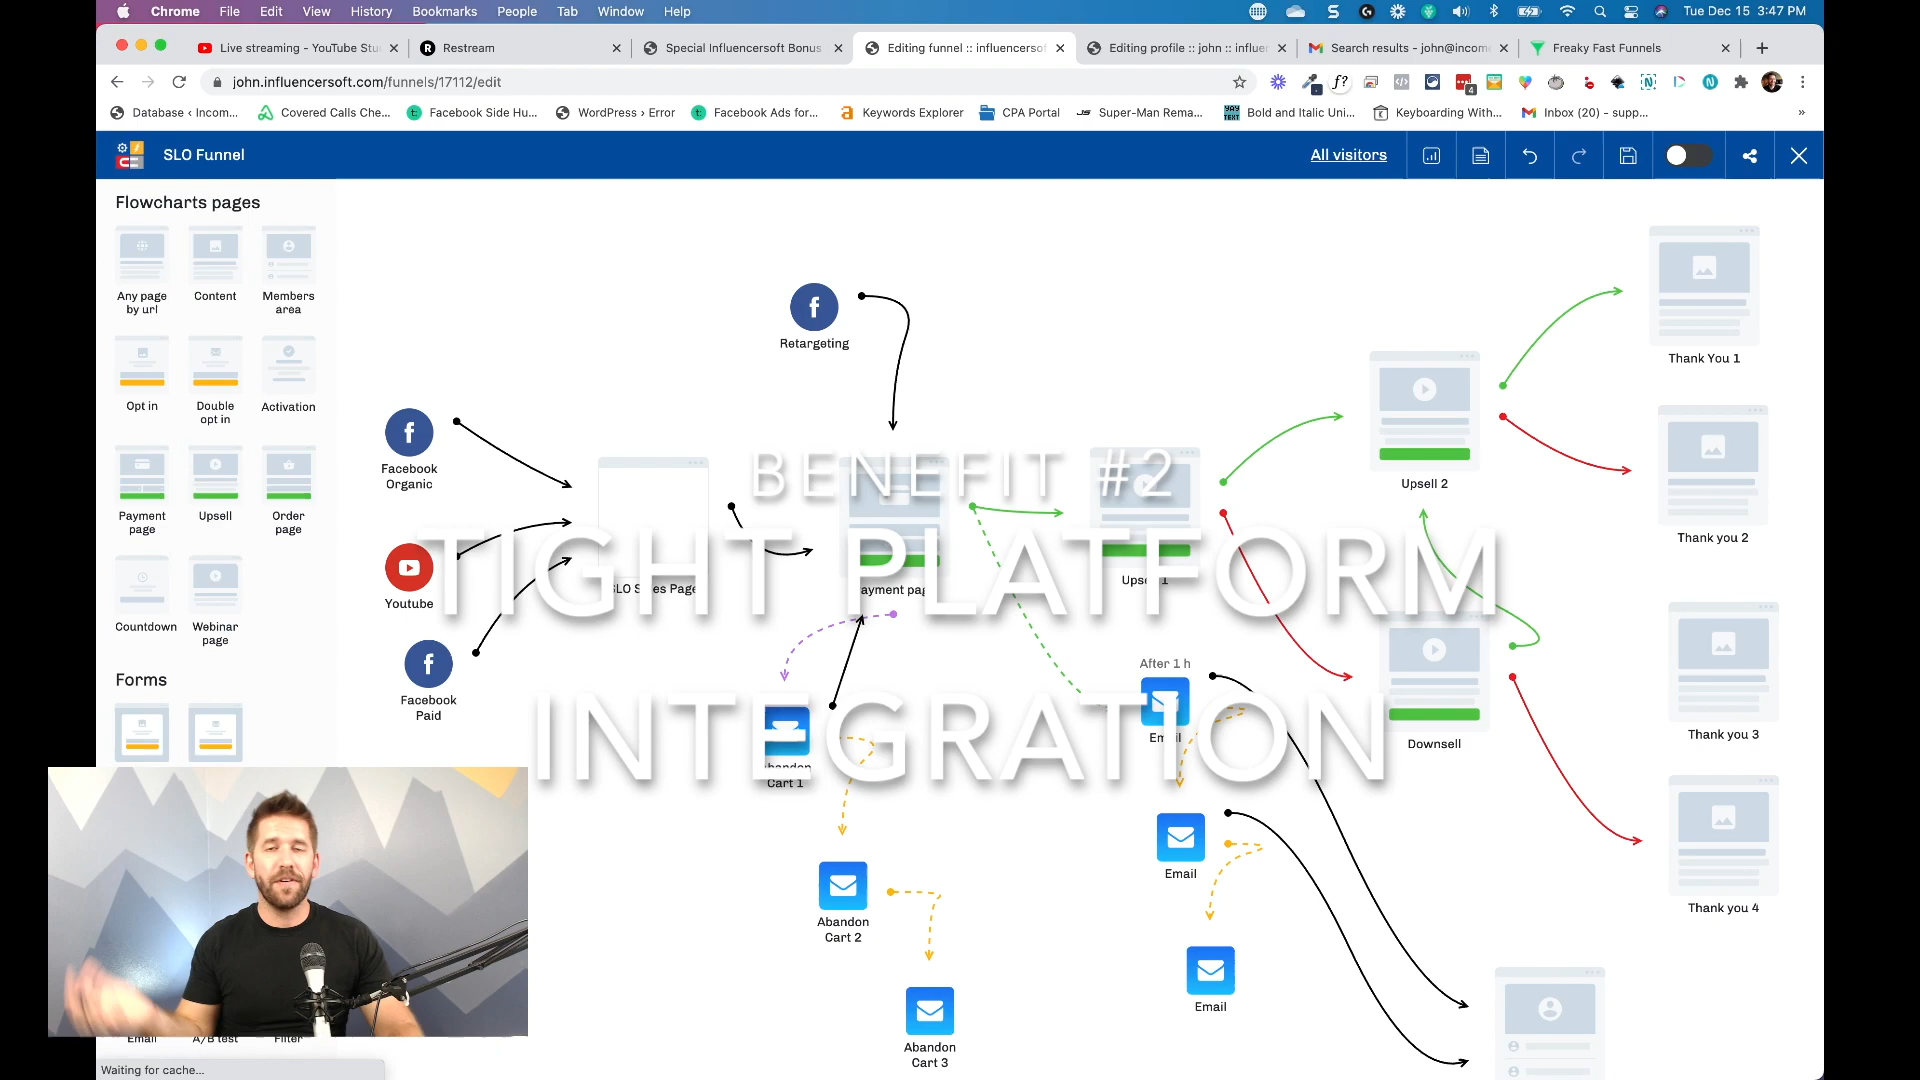 Chrome File Edit View History Bookmarks People Tab Window Help
Tue Dec 15 3:47 PM
Live streaming - YouTube Stu
Restream
Special Influencersoft Bonus
Editing funnel :: influencersof
Editing profile :: john :: influe
Search results - john@incom
Freaky Fast Funnels
john.influencersoft.com/funnels/17112/edit
Database ‹ Incom...
Covered Calls Che...
Facebook Side Hu...
WordPress › Error
Facebook Ads for...
Keywords Explorer
CPA Portal
Super-Man Rema...
Bold and Italic Uni...
Keyboarding With...
Inbox (20) - supp...
SLO Funnel
All visitors
Flowcharts pages
Any page by url
Content
Members area
Opt in
Double opt in
Activation
Payment page
Upsell
Order page
Countdown
Webinar page
Forms
Email
A/B test
Filter
Waiting for cache...
Retargeting
Facebook Organic
Youtube
Facebook Paid
BENEFIT #2
TIGHT PLATFORM
INTEGRATION
Upsell 2
Downsell
Thank You 1
Thank you 2
Thank you 3
Thank you 4
Cart 1
Abandon Cart 2
Abandon Cart 3
After 1 h
Email
Email
Email